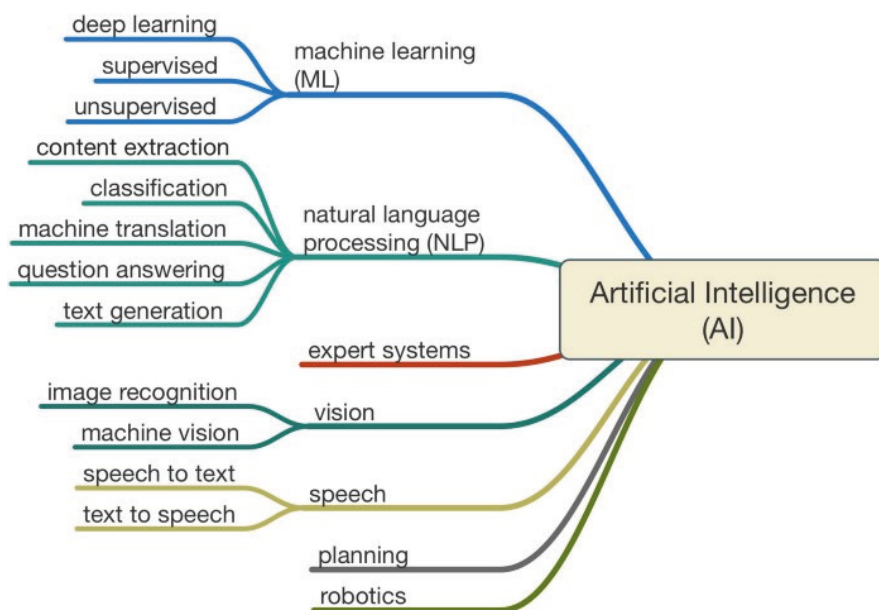 deep learning
supervised
unsupervised
machine learning
(ML)
content extraction
classification
machine translation
question answering
text generation
natural language
processing (NLP)
Artificial Intelligence
(AI)
expert systems
image recognition
machine vision
vision
speech to text
text to speech
speech
planning
robotics